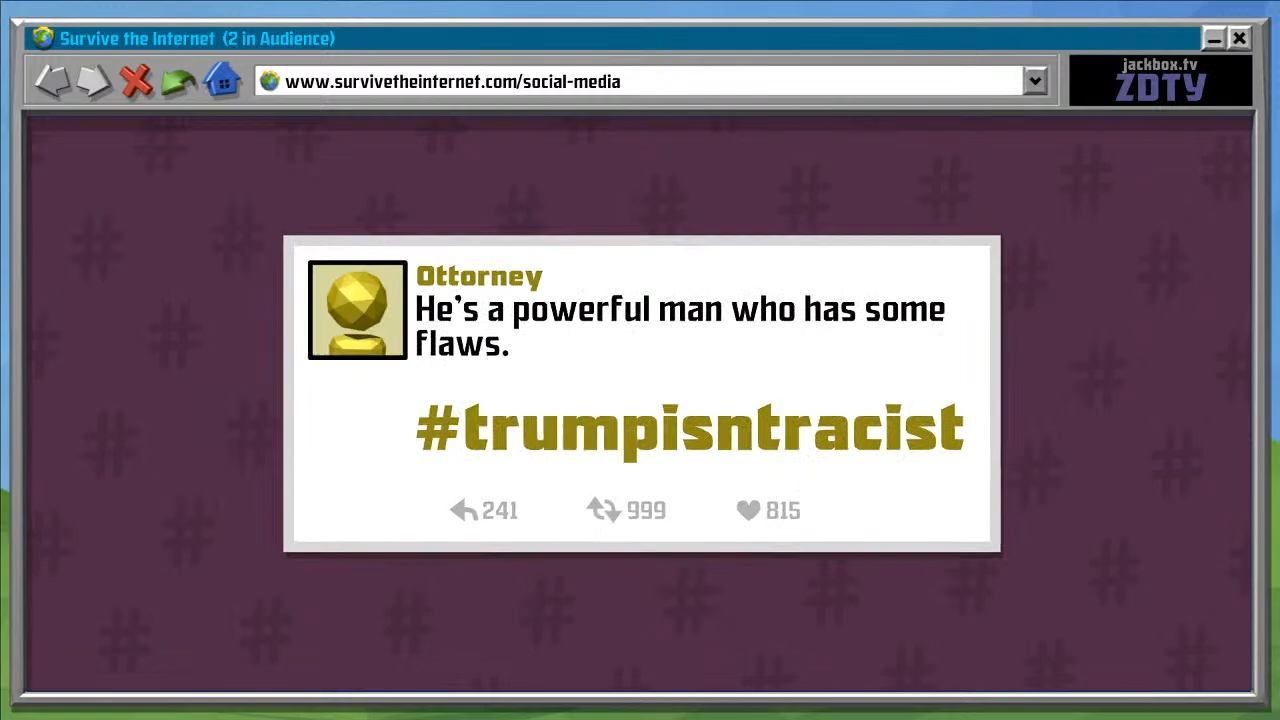 Survive the Internet (2 in Audience)
www.survivetheinternet.com/social-media
jackbox.tv
ZDTY
Ottorney
He's a powerful man who has some
flaws.
#trumpisntracist
241 999 815